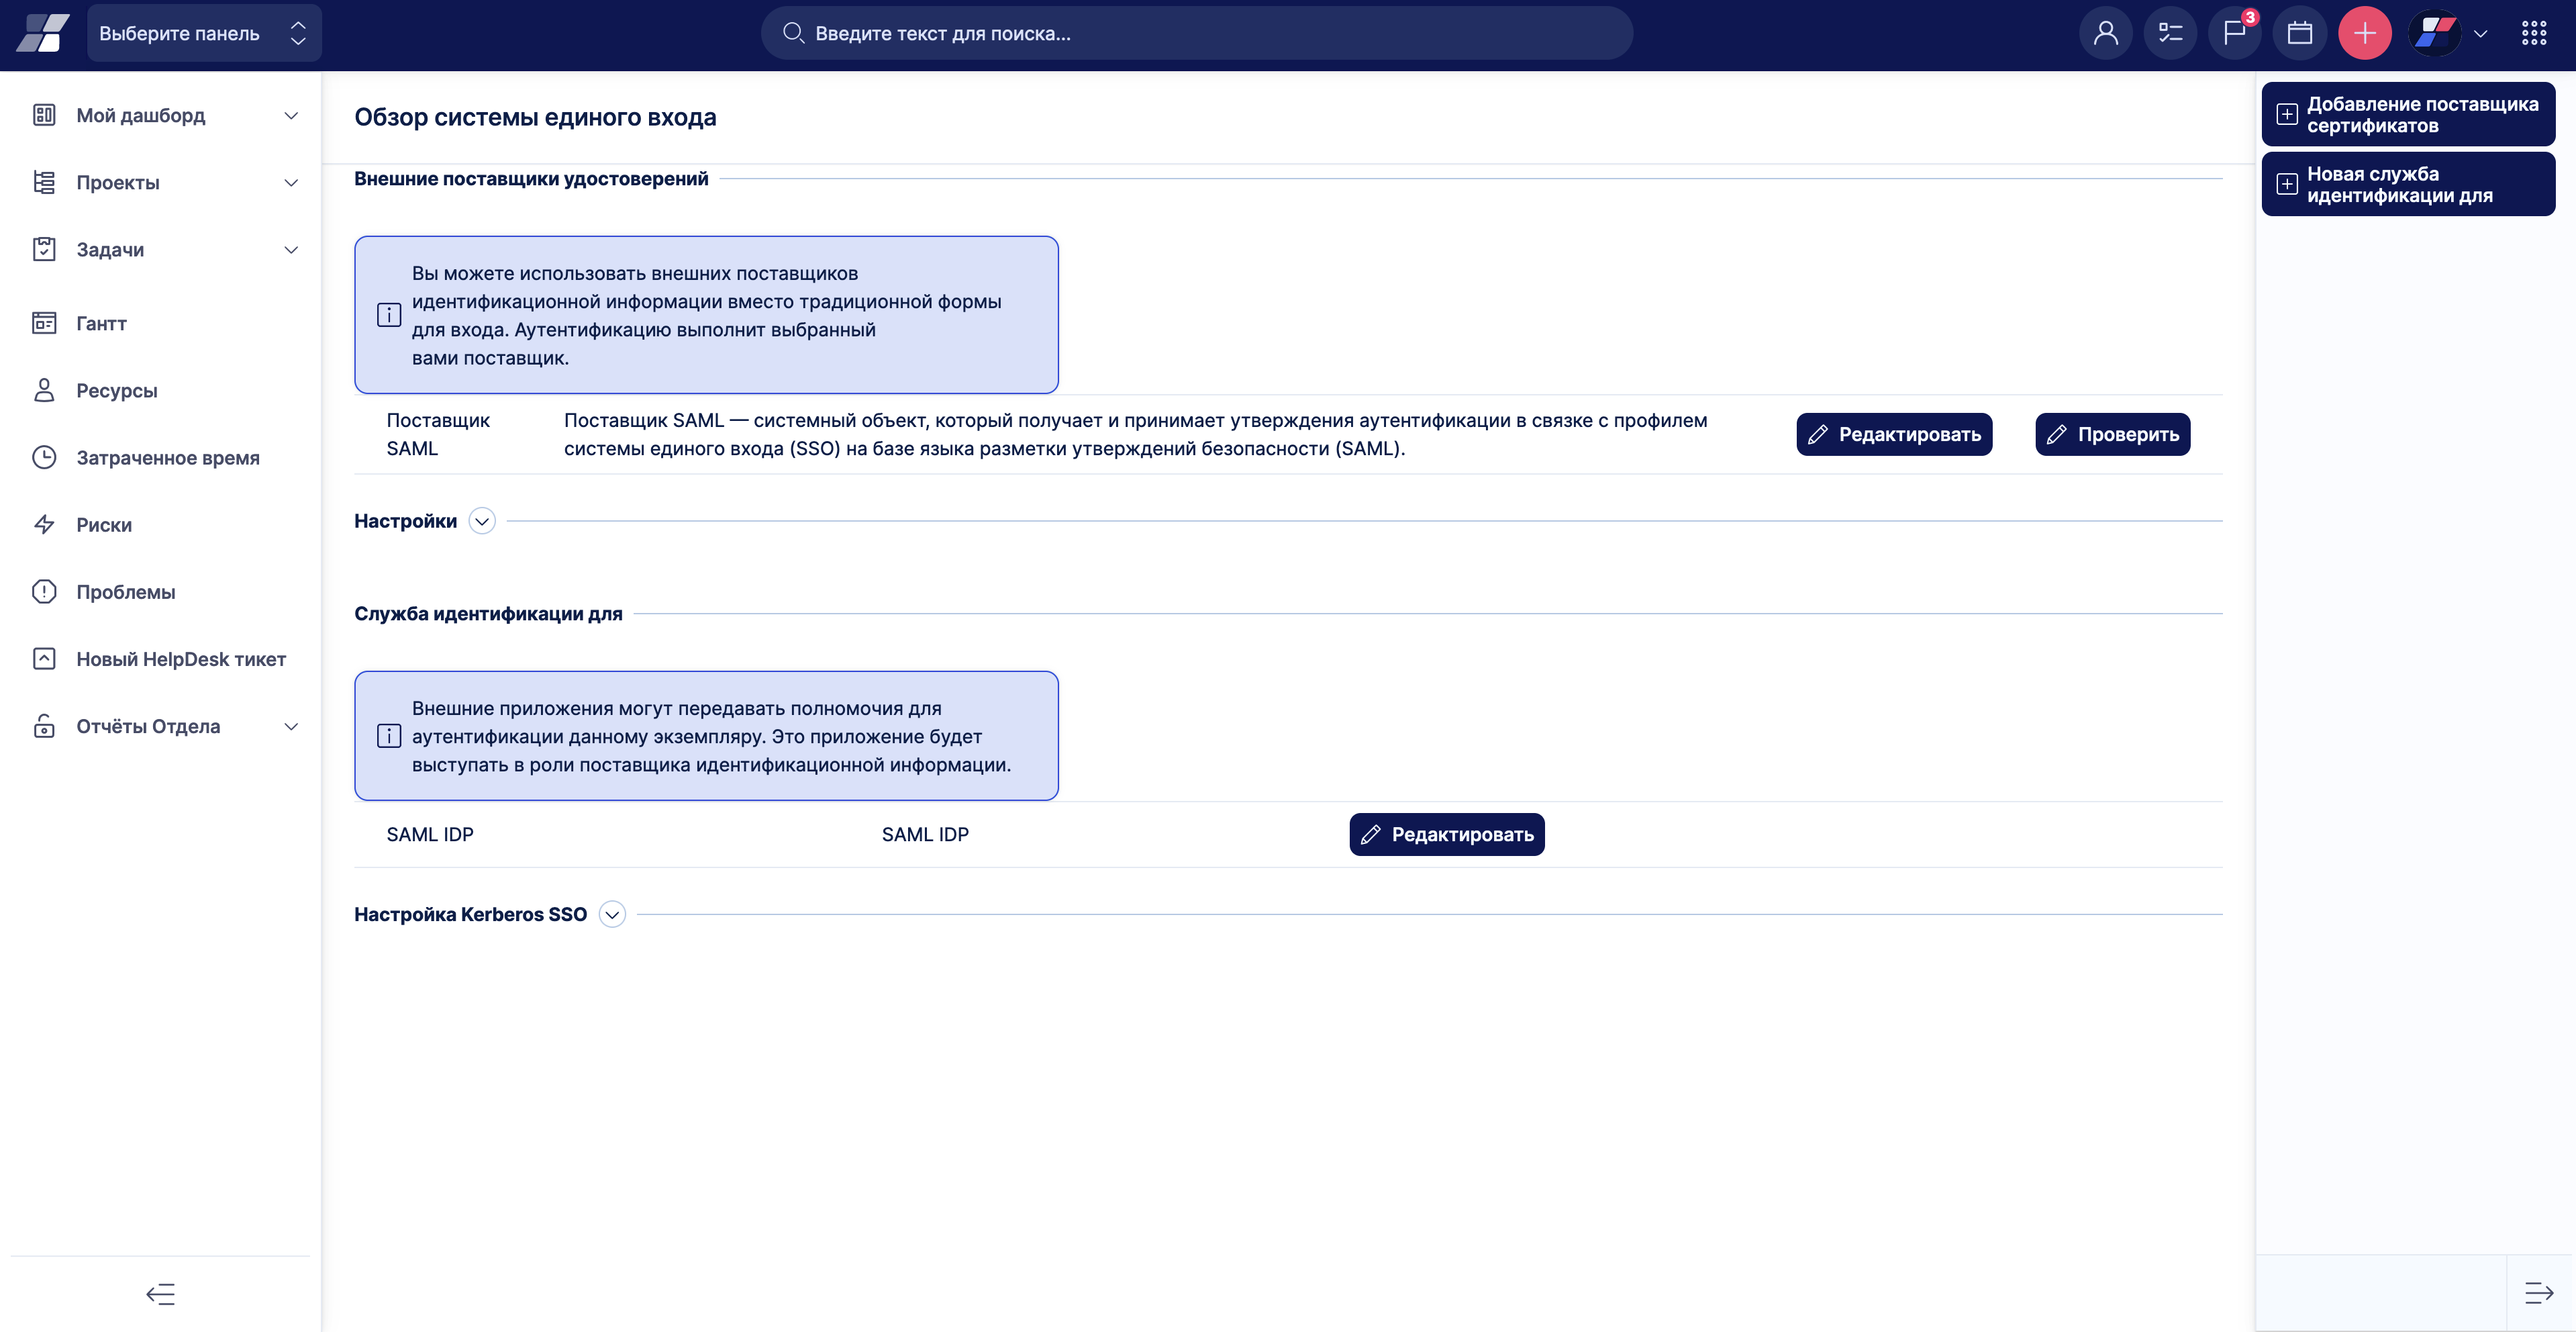 Выберите панель
Введите текст для поиска...
3
Мой дашборд
Проекты
Задачи
Гантт
Ресурсы
Затраченное время
Риски
Проблемы
Новый HelpDesk тикет
Отчёты Отдела
Обзор системы единого входа
Внешние поставщики удостоверений
Вы можете использовать внешних поставщиков
идентификационной информации вместо традиционной формы
для входа. Аутентификацию выполнит выбранный
вами поставщик.
Поставщик
SAML
Поставщик SAML — системный объект, который получает и принимает утверждения аутентификации в связке с профилем
системы единого входа (SSO) на базе языка разметки утверждений безопасности (SAML).
Редактировать
Проверить
Настройки
Служба идентификации для
Внешние приложения могут передавать полномочия для
аутентификации данному экземпляру. Это приложение будет
выступать в роли поставщика идентификационной информации.
SAML IDP
SAML IDP
Редактировать
Настройка Kerberos SSO
Добавление поставщика
сертификатов
Новая служба
идентификации для